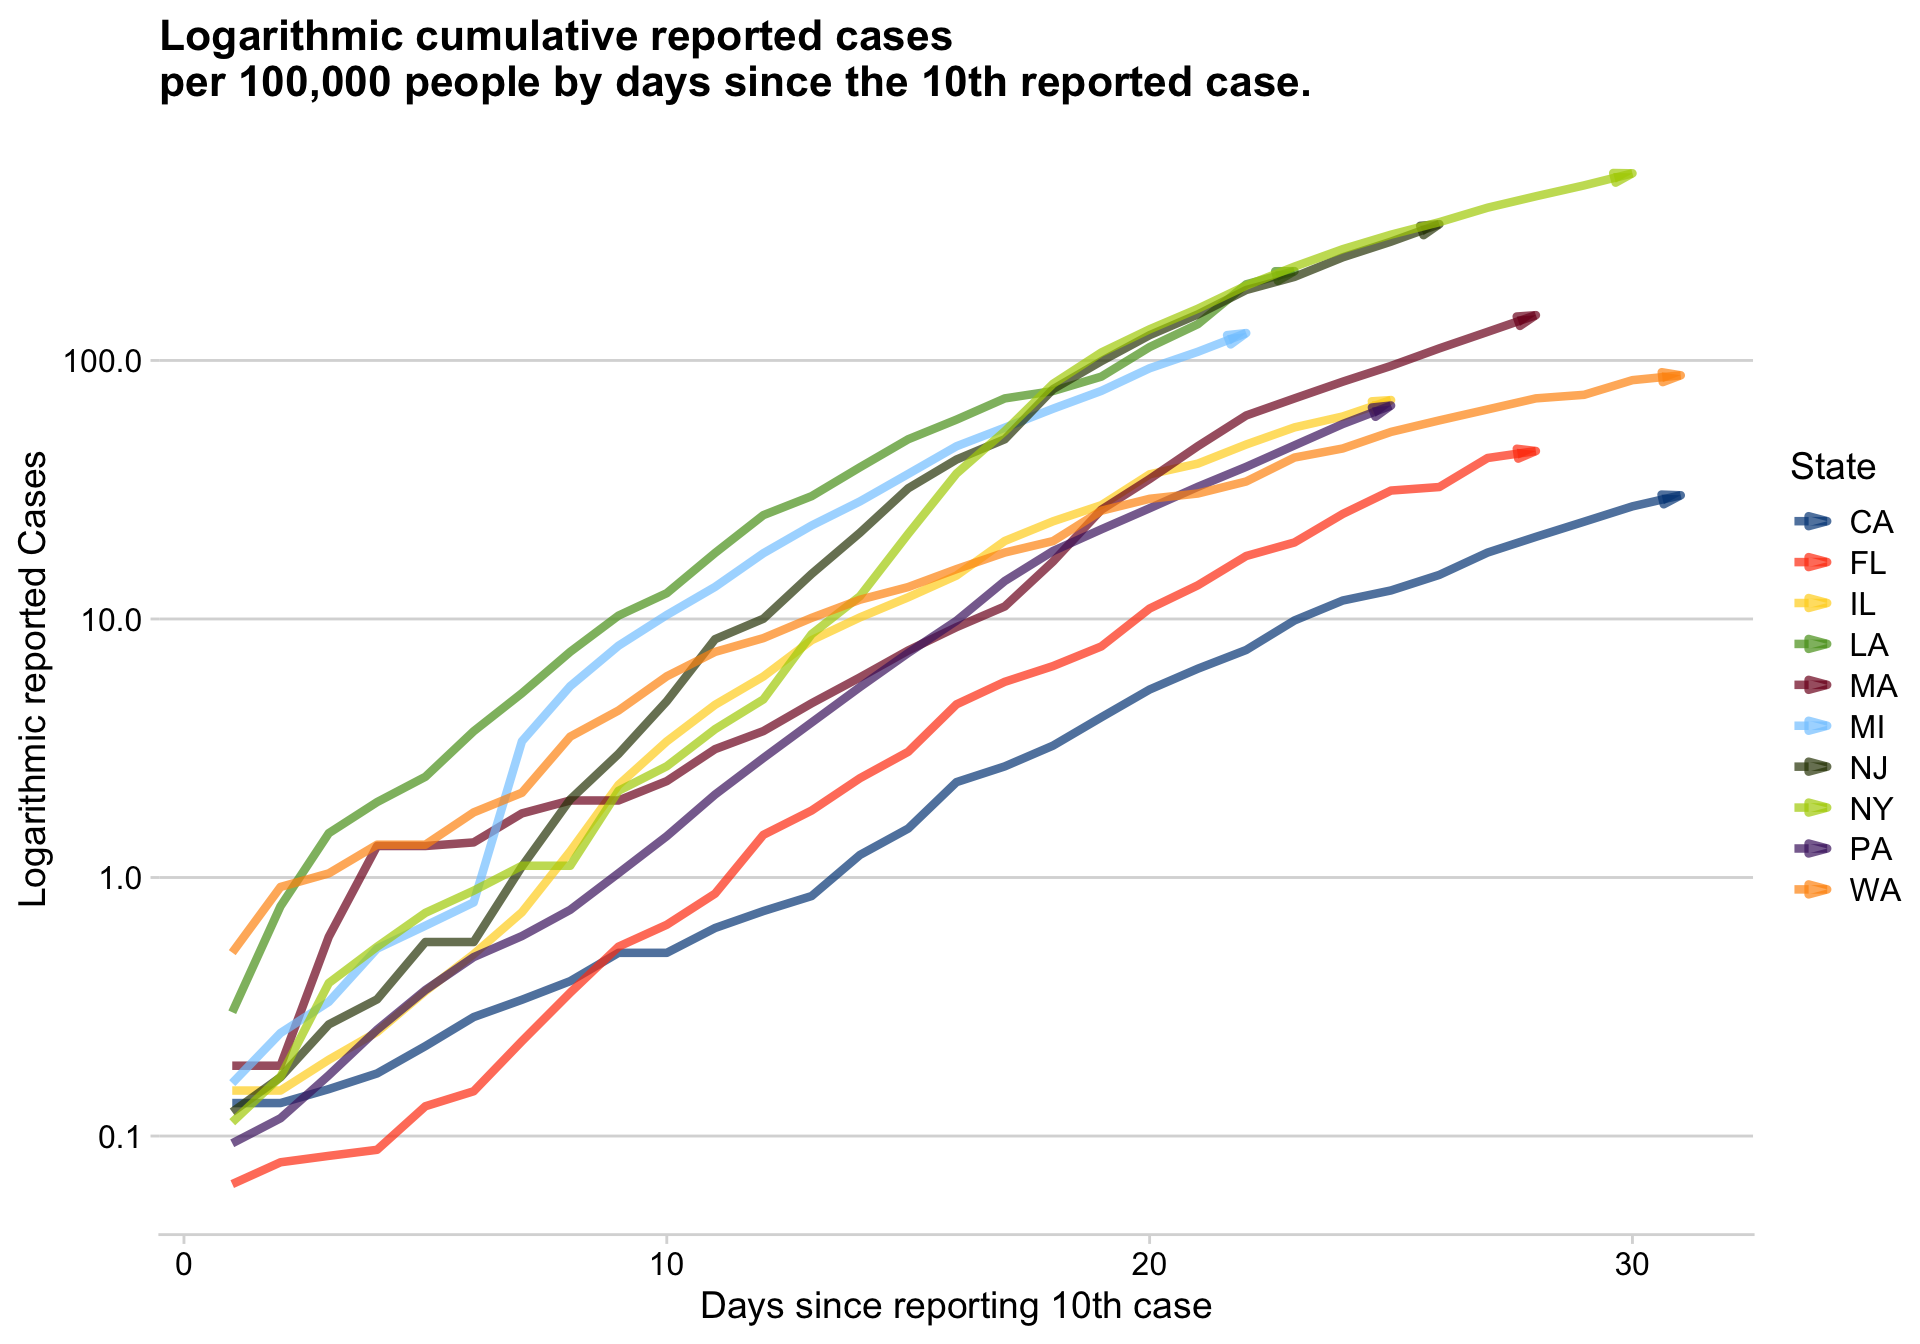 Logarithmic cumulative reported cases
per 100,000 people by days since the 10th reported case.
Logarithmic reported Cases
100.0
10.0
1.0
0.1
0
10
20
30
Days since reporting 10th case
State
CA
FL
IL
LA
MA
MI
NJ
NY
PA
WA